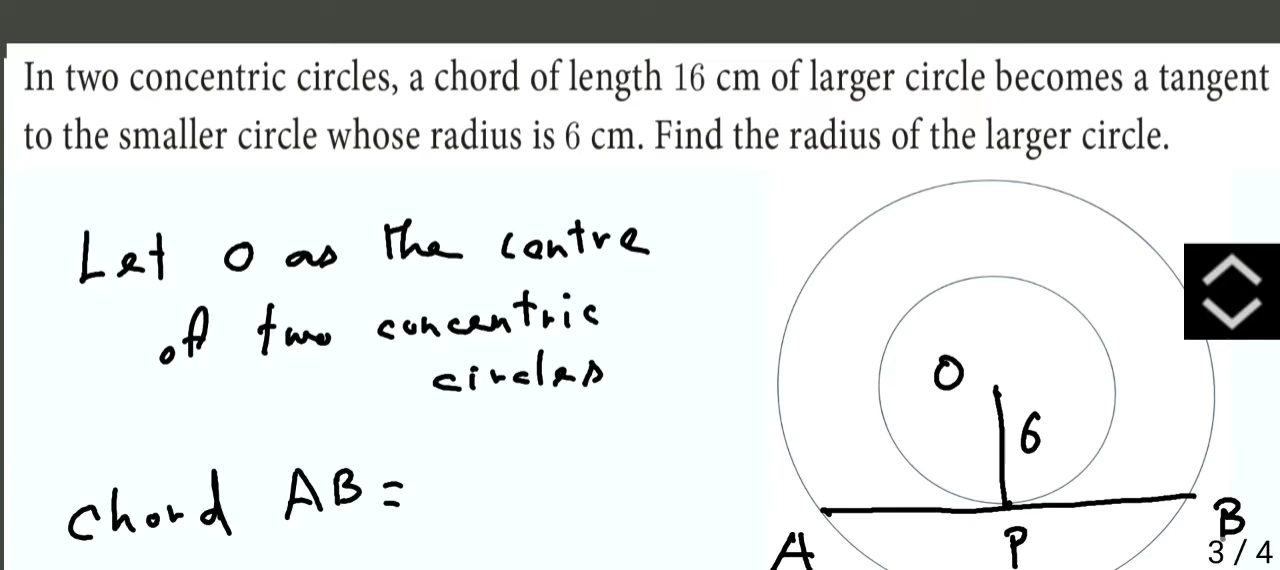 In two concentric circles, a chord of length 16 cm of larger circle becomes a tangent
to the smaller circle whose radius is 6 cm. Find the radius of the larger circle.
Let O as the centre
of two concentric
circles
chord AB =
O
6
A
P
B
3 / 4